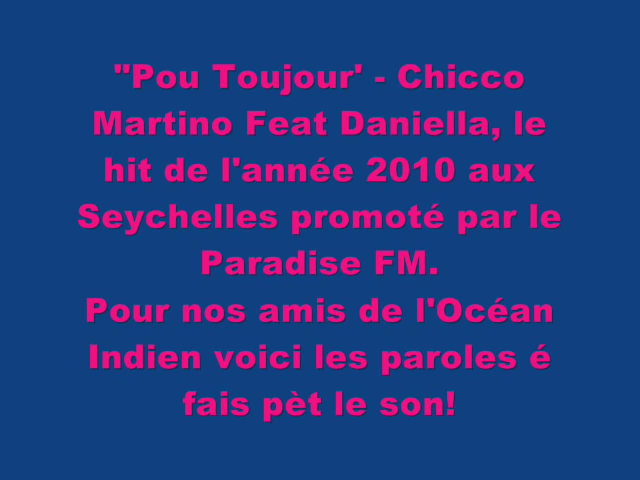 "Pou Toujour' - Chicco
Martino Feat Daniella, le
hit de l'année 2010 aux
Seychelles promoté par le
Paradise FM.
Pour nos amis de l'Océan
Indien voici les paroles é
fais pèt le son!